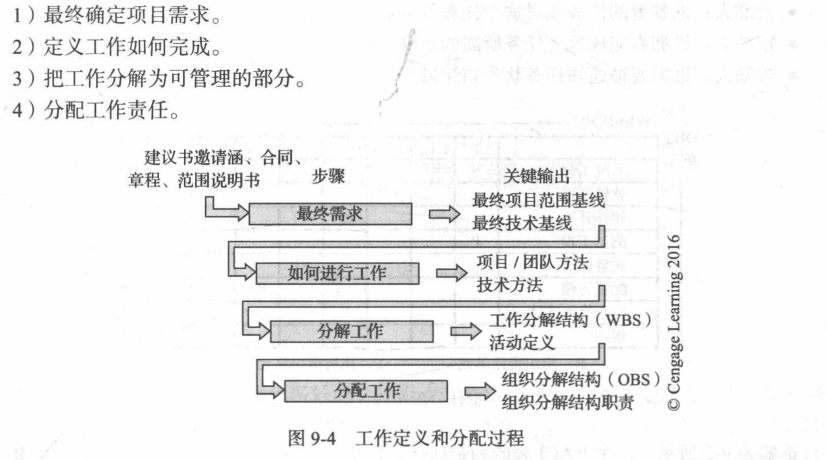 1）最终确定项目需求。
2）定义工作如何完成。
3）把工作分解为可管理的部分。
4）分配工作责任。
建议书邀请涵、合同、
章程、范围说明书
步骤
关键输出
最终需求
最终项目范围基线
最终技术基线
如何进行工作
项目/团队方法
技术方法
分解工作
工作分解结构（WBS）
活动定义
分配工作
组织分解结构（OBS）
组织分解结构职责
© Cengage Learning 2016
图 9-4 工作定义和分配过程